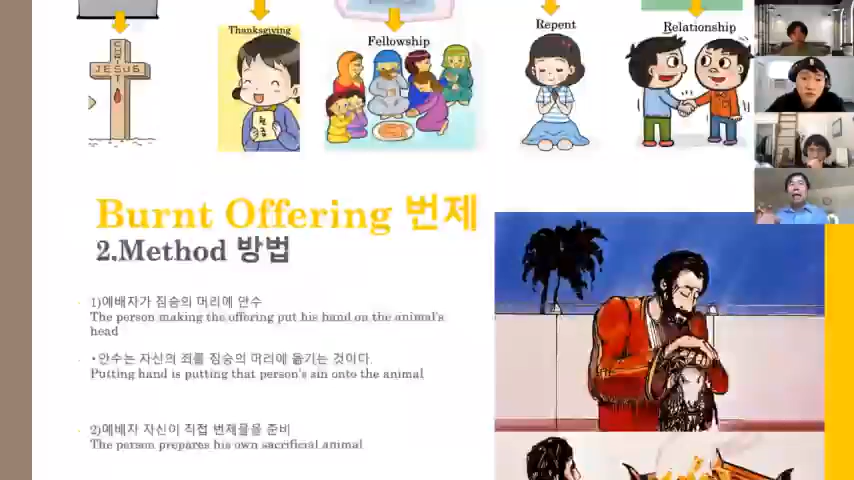 Thanksgiving
Fellowship
Repent
Relationship
CHRIST
JESUS
헌금
Burnt Offering 번제
2.Method 방법
1)예배자가 짐승의 머리에 안수
The person making the offering put his hand on the animal's
head
•안수는 자신의 죄를 짐승의 머리에 옮기는 것이다.
Putting hand is putting that person's sin onto the animal
2)예배자 자신이 직접 번제물을 준비
The person prepares his own sacrificial animal